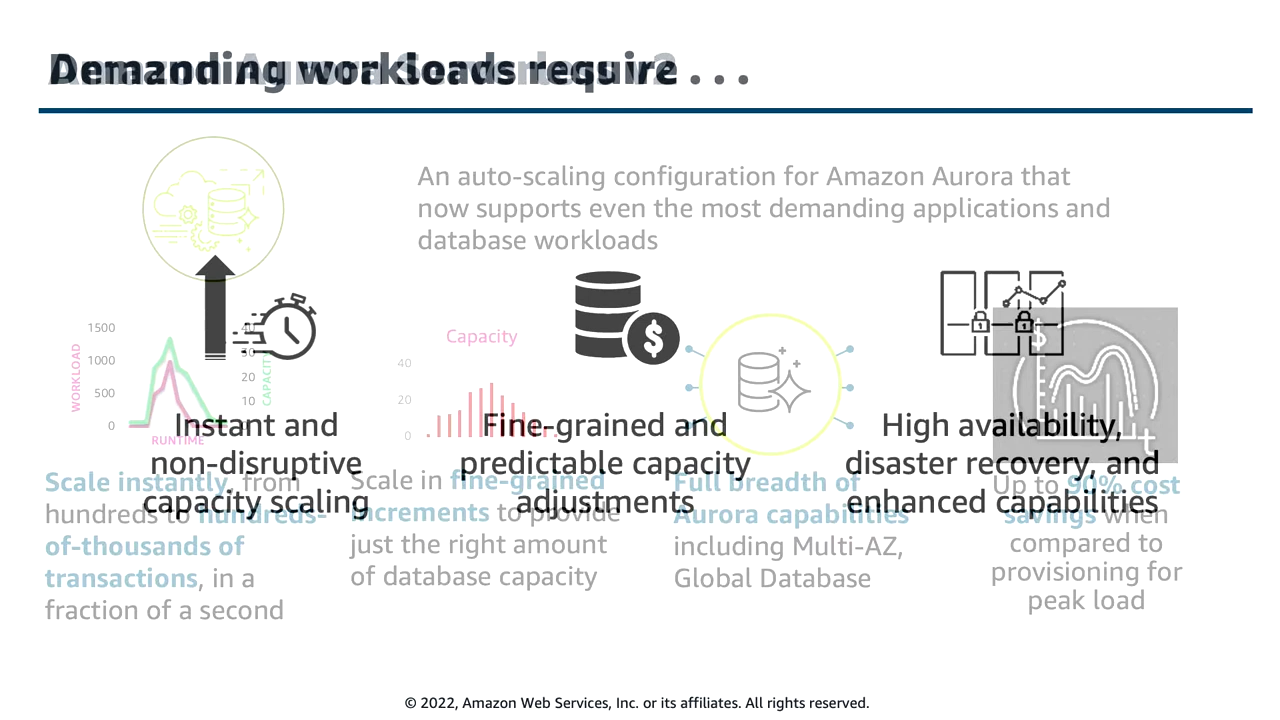 Demanding workloads require . . .
Amazon Aurora Serverless v2
An auto-scaling configuration for Amazon Aurora that
now supports even the most demanding applications and
database workloads
Instant and
non-disruptive
capacity scaling
Fine-grained and
predictable capacity
adjustments
High availability,
disaster recovery, and
enhanced capabilities
WORKLOAD
1500
1000
500
0
RUNTIME
40
30
20
10
0
CAPACITY
Scale instantly, from
hundreds to hundreds-
of-thousands of
transactions, in a
fraction of a second
Capacity
40
20
0
Scale in fine-grained
increments to provide
just the right amount
of database capacity
Full breadth of
Aurora capabilities
including Multi-AZ,
Global Database
$
$
t
Up to 90% cost
savings when
compared to
provisioning for
peak load
© 2022, Amazon Web Services, Inc. or its affiliates. All rights reserved.